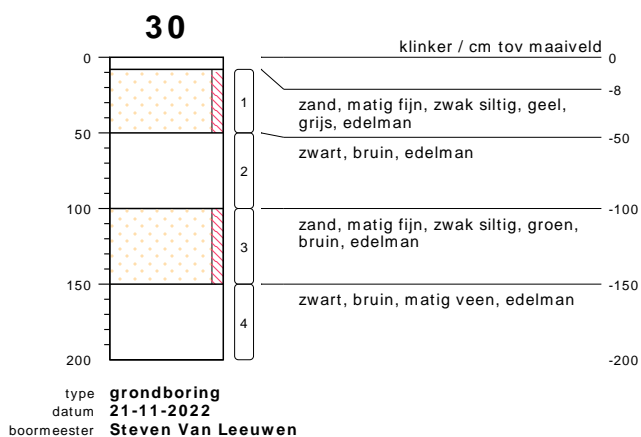 30
klinker / cm tov maaiveld
0
0
-8
1
zand, matig fijn, zwak siltig, geel,
grijs, edelman
50
-50
2
zwart, bruin, edelman
100
-100
3
zand, matig fijn, zwak siltig, groen,
bruin, edelman
150
-150
4
zwart, bruin, matig veen, edelman
200
-200
type grondboring
datum 21-11-2022
boormeester Steven Van Leeuwen